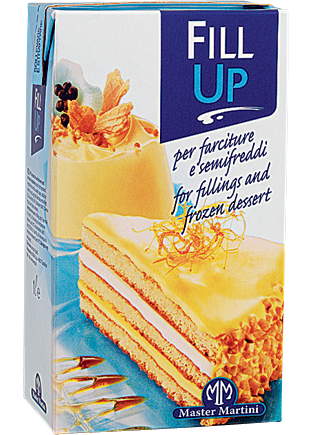 FILL
UP
per farciture
e semifreddi
for fillings and
frozen dessert
MM
Master Martini